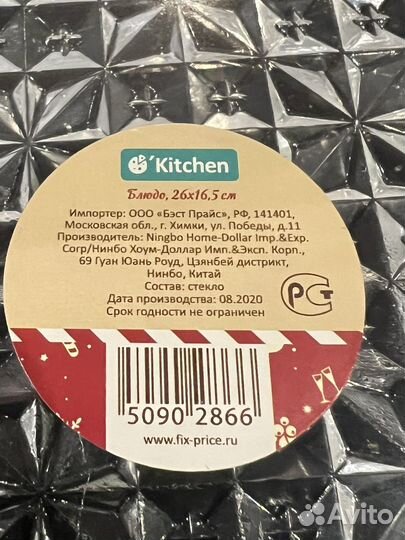 'Kitchen
Блюдо, 26х16,5 см
Импортер: ООО «Бэст Прайс», РФ, 141401,
Московская обл., г. Химки, ул. Победы, д.11
Производитель: Ningbo Home-Dollar Imp.&Exp.
Corp/Нинбо Хоум-Доллар Имп.&Эксп. Корп.,
69 Гуан Юань Роуд, Цзянбей дистрикт,
Нинбо, Китай
Состав: стекло
Дата производства: 08.2020
Срок годности не ограничен
РСТ
5090 2866
www.fix-price.ru
Avito